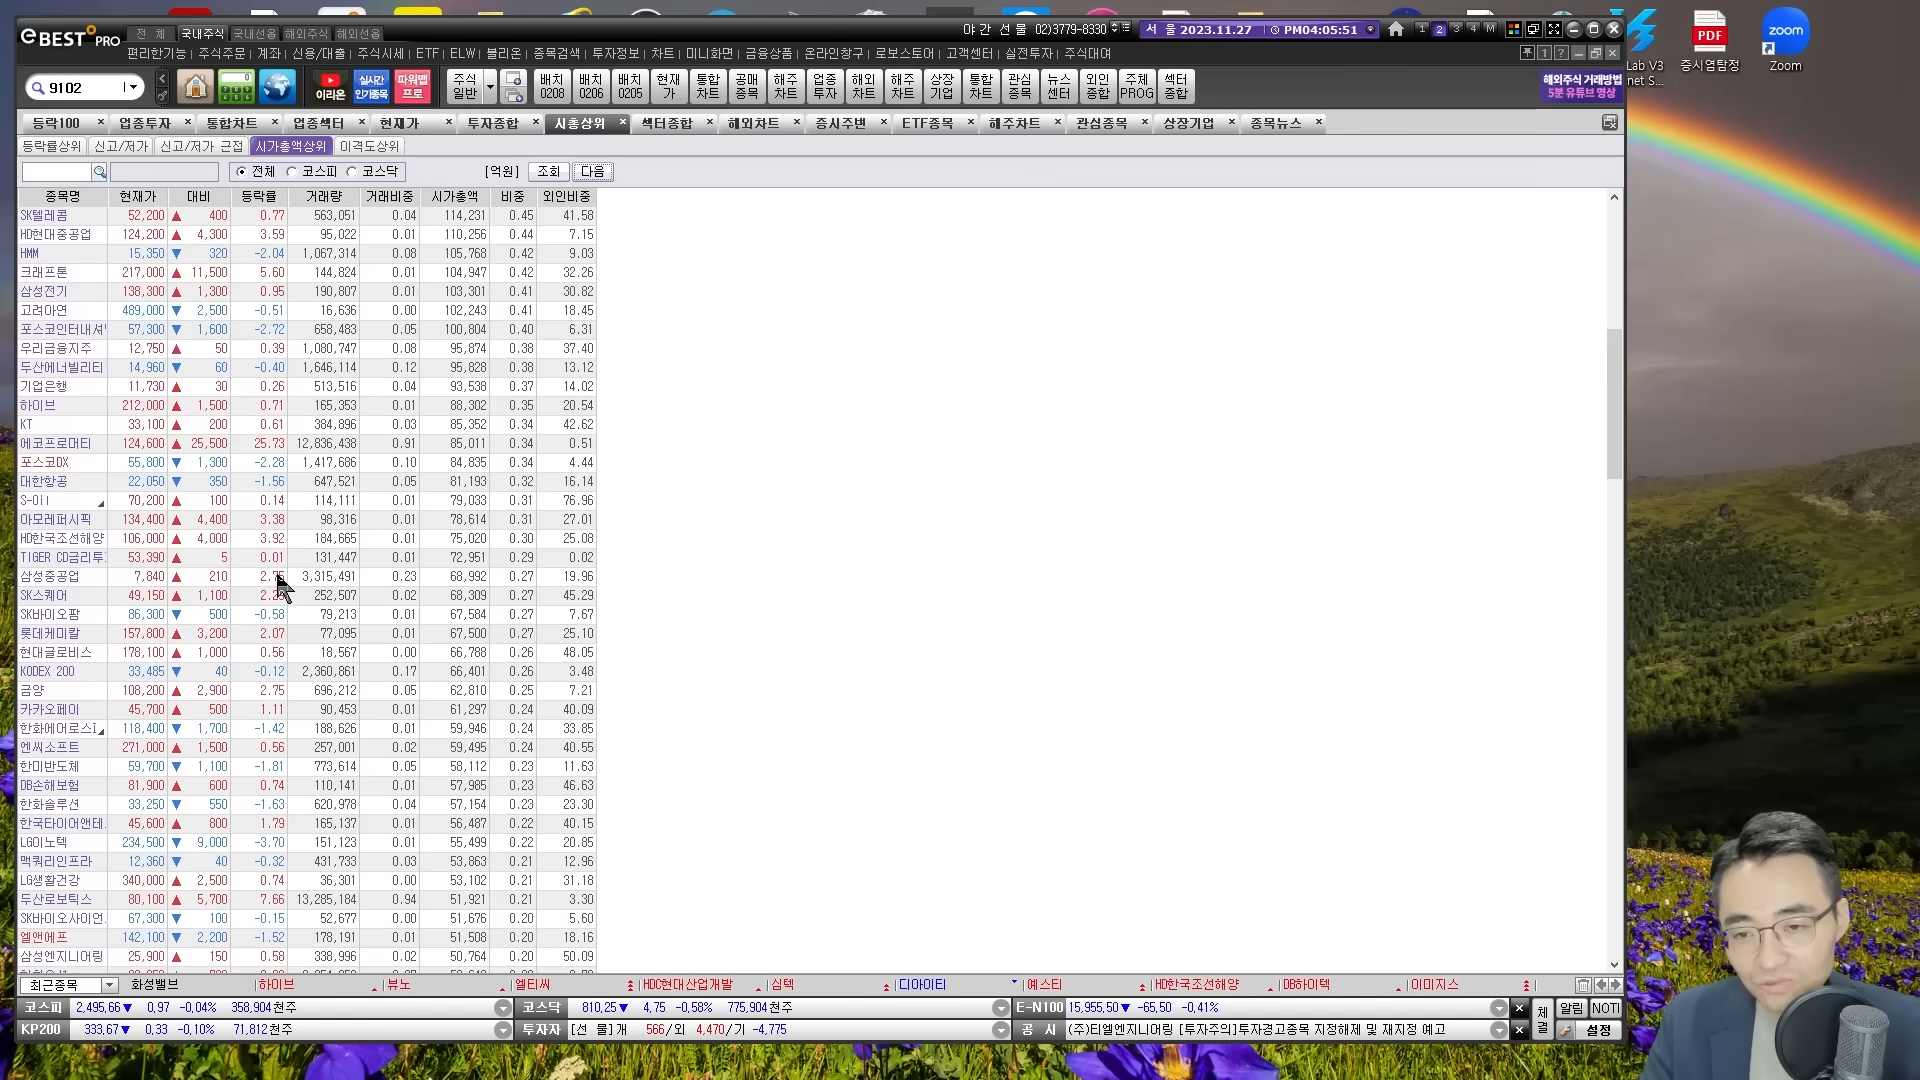 eBEST PRO 전 체 국내주식 국내선옵 해외주식 해외선옵 야 간 선 물 02)3779-8330 서 울 2023.11.27 PM04:05:51 1 2 3 4 M
편리한기능 주식주문 계좌 신용/대출 주식시세 ETF ELW 불리온 종목검색 투자정보 차트 미니화면 금융상품 온라인창구 로보스토어 고객센터 실전투자 주식대여
9102 이리온 실시간 인기종목 파워맵 프로 주식 일반 배치 0208 배치 0206 배치 0205 현재 가 통합 차트 공매 종목 해주 차트 업종 투자 해외 차트 해주 차트 상장 기업 통합 차트 관심 종목 뉴스 센터 외인 종합 주체 PROG 섹터 종합 해외주식 거래방법 5분 유튜브 영상
등락100 업종투자 통합차트 업종섹터 현재가 투자종합 시총상위 섹터종합 해외차트 증시주변 ETF종목 해주차트 관심종목 상장기업 종목뉴스
등락률상위 신고/저가 신고/저가 근접 시가총액상위 이격도상위
전체 코스피 코스닥 [억원] 조회 다음
종목명 현재가 대비 등락률 거래량 거래비중 시가총액 비중 외인비중
SK텔레콤 52,200 ▲ 400 0.77 563,051 0.04 114,231 0.45 41.58
HD현대중공업 124,200 ▲ 4,300 3.59 95,022 0.01 110,256 0.44 7.15
HMM 15,350 ▼ 320 -2.04 1,067,314 0.08 105,768 0.42 9.03
크래프톤 217,000 ▲ 11,500 5.60 144,824 0.01 104,947 0.42 32.26
삼성전기 138,300 ▲ 1,300 0.95 190,807 0.01 103,301 0.41 30.82
고려아연 489,000 ▼ 2,500 -0.51 16,636 0.00 102,243 0.41 18.45
포스코인터내셔 57,300 ▼ 1,600 -2.72 658,483 0.05 100,804 0.40 6.31
우리금융지주 12,750 ▲ 50 0.39 1,080,747 0.08 95,874 0.38 37.40
두산에너빌리티 14,960 ▼ 60 -0.40 1,646,114 0.12 95,828 0.38 13.12
기업은행 11,730 ▲ 30 0.26 513,516 0.04 93,538 0.37 14.02
하이브 212,000 ▲ 1,500 0.71 165,353 0.01 88,302 0.35 20.54
KT 33,100 ▲ 200 0.61 384,896 0.03 85,352 0.34 42.62
에코프로머티 124,600 ▲ 25,500 25.73 12,836,438 0.91 85,011 0.34 0.51
포스코DX 55,800 ▼ 1,300 -2.28 1,417,686 0.10 84,835 0.34 4.44
대한항공 22,050 ▼ 350 -1.56 647,521 0.05 81,193 0.32 16.14
S-Oil 70,200 ▲ 100 0.14 114,111 0.01 79,033 0.31 76.96
아모레퍼시픽 134,400 ▲ 4,400 3.38 98,316 0.01 78,614 0.31 27.01
HD한국조선해양 106,000 ▲ 4,000 3.92 184,665 0.01 75,020 0.30 25.08
TIGER CD금리투 53,390 ▲ 5 0.01 131,447 0.01 72,951 0.29 0.02
삼성중공업 7,840 ▲ 210 3,315,491 0.23 68,992 0.27 19.96
SK스퀘어 49,150 ▲ 1,100 252,507 0.02 68,309 0.27 45.29
SK바이오팜 86,300 ▼ 500 -0.58 79,213 0.01 67,584 0.27 7.67
롯데케미칼 157,800 ▲ 3,200 2.07 77,095 0.01 67,500 0.27 25.10
현대글로비스 178,100 ▲ 1,000 0.56 18,567 0.00 66,788 0.26 48.05
KODEX 200 33,485 ▼ 40 -0.12 2,360,861 0.17 66,401 0.26 3.48
금양 108,200 ▲ 2,900 2.75 696,212 0.05 62,810 0.25 7.21
카카오페이 45,700 ▲ 500 1.11 90,453 0.01 61,297 0.24 40.09
한화에어로스 118,400 ▼ 1,700 -1.42 188,626 0.01 59,946 0.24 33.85
엔씨소프트 271,000 ▲ 1,500 0.56 257,001 0.02 59,495 0.24 40.55
한미반도체 59,700 ▼ 1,100 -1.81 773,614 0.05 58,112 0.23 11.63
DB손해보험 81,900 ▲ 600 0.74 110,141 0.01 57,985 0.23 46.63
한화솔루션 33,250 ▼ 550 -1.63 620,978 0.04 57,154 0.23 23.30
한국타이어앤테. 45,600 ▲ 800 1.79 165,137 0.01 56,487 0.22 40.15
LG이노텍 234,500 ▼ 9,000 -3.70 151,123 0.01 55,499 0.22 20.85
맥쿼리인프라 12,360 ▼ 40 -0.32 431,733 0.03 53,863 0.21 12.96
LG생활건강 340,000 ▲ 2,500 0.74 36,301 0.00 53,102 0.21 31.18
두산로보틱스 80,100 ▲ 5,700 7.66 13,285,184 0.94 51,921 0.21 3.30
SK바이오사이언. 67,300 ▼ 100 -0.15 52,677 0.00 51,676 0.20 5.60
엘앤에프 142,100 ▼ 2,200 -1.52 178,191 0.01 51,508 0.20 18.16
삼성엔지니어링 25,900 ▲ 150 0.58 338,996 0.02 50,764 0.20 50.09
최근종목 화성밸브 하이브 뷰노 엘티씨 HDC현대산업개발 심텍 디아이티 예스티 HD한국조선해양 DB하이텍 이미지스
코스피 2,495,66 ▼ 0,97 -0,04% 358,904천주 코스닥 810,25 ▼ 4,75 -0,58% 775,904천주 E-N100 15,955,50 ▼ -65,50 -0,41% 체결 알림 NOTI
KP200 333,67 ▼ 0,33 -0,10% 71,812천주 투자자 [선 물]개 566/외 4,470/기 -4,775 공 시 (주)티엘엔지니어링 [투자주의]투자경고종목 지정해제 및 재지정 예고 설정
Lab V3
net S...
PDF
증시염탐정
zoom
Zoom